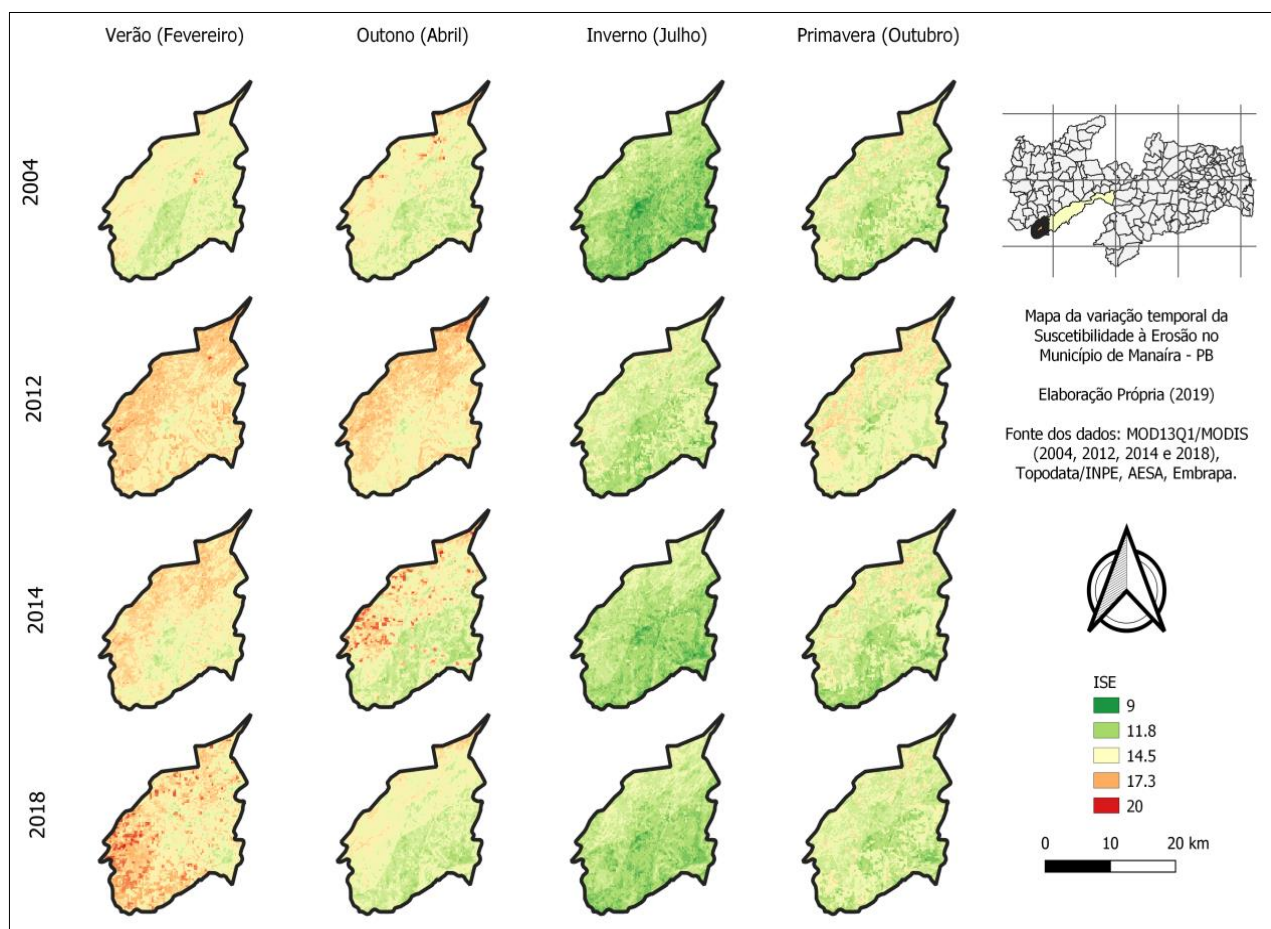 Verão (Fevereiro)
Outono (Abril)
Inverno (Julho)
Primavera (Outubro)
2004
2012
2014
2018
Mapa da variação temporal da
Suscetibilidade à Erosão no
Município de Manaíra - PB
Elaboração Própria (2019)
Fonte dos dados: MOD13Q1/MODIS
(2004, 2012, 2014 e 2018),
Topodata/INPE, AESA, Embrapa.
ISE
9
11.8
14.5
17.3
20
0 10 20 km